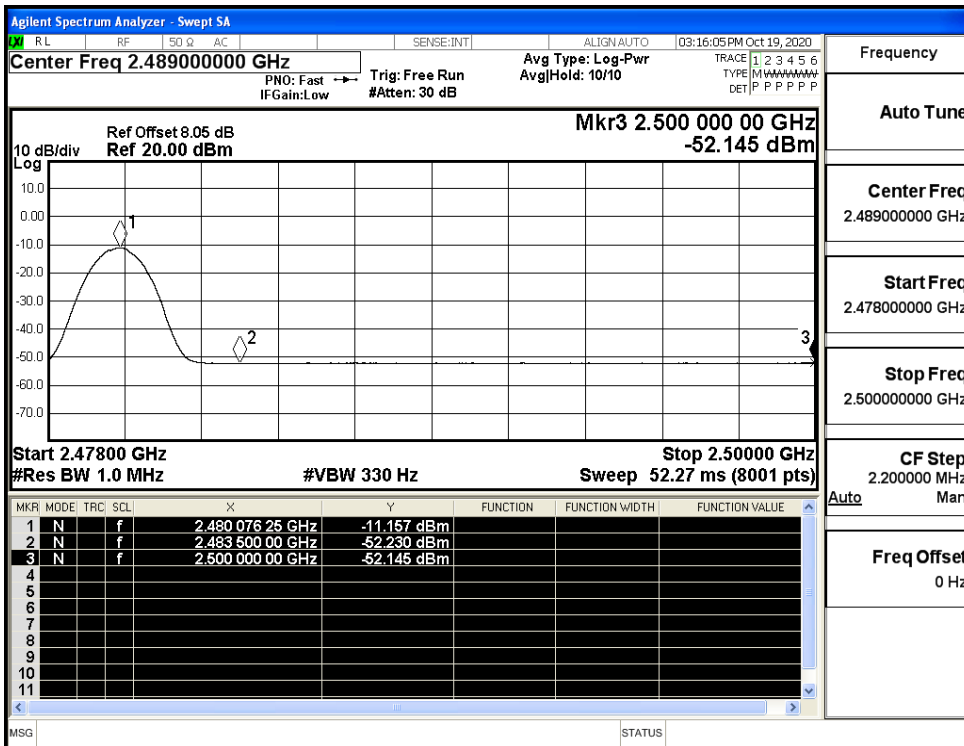 Agilent Spectrum Analyzer - Swept SA
LXI RL RF 50 Ω AC SENSE:INT ALIGN AUTO 03:16:05 PM Oct 19, 2020
Center Freq 2.489000000 GHz
PNO: Fast
IFGain:Low
Trig: Free Run
#Atten: 30 dB
Avg Type: Log-Pwr
Avg|Hold: 10/10
TRACE 1 2 3 4 5 6
TYPE M
DET P P P P P P
Mkr3 2.500 000 00 GHz
-52.145 dBm
Ref Offset 8.05 dB
10 dB/div Ref 20.00 dBm
Log
10.0
0.00
-10.0
-20.0
-30.0
-40.0
-50.0
-60.0
-70.0
1
2
3
Start 2.47800 GHz Stop 2.50000 GHz
#Res BW 1.0 MHz #VBW 330 Hz Sweep 52.27 ms (8001 pts)
MKR MODE TRC SCL X Y FUNCTION FUNCTION WIDTH FUNCTION VALUE
1 N f 2.480 076 25 GHz -11.157 dBm
2 N f 2.483 500 00 GHz -52.230 dBm
3 N f 2.500 000 00 GHz -52.145 dBm
4
5
6
7
8
9
10
11
MSG STATUS
Frequency
Auto Tune
Center Freq
2.489000000 GHz
Start Freq
2.478000000 GHz
Stop Freq
2.500000000 GHz
CF Step
2.200000 MHz
Auto Man
Freq Offset
0 Hz